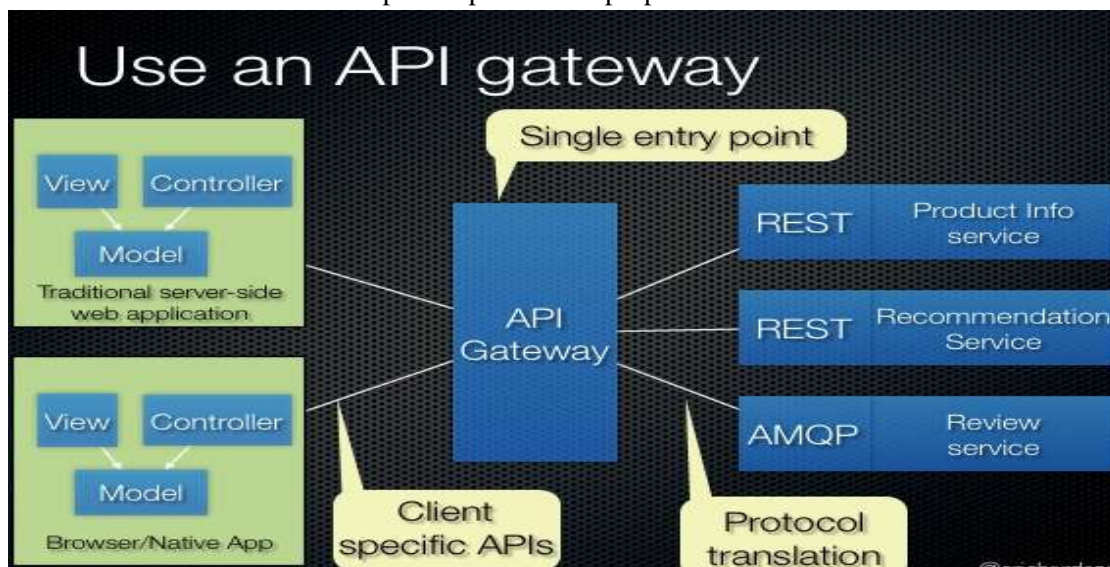 Use an API gateway
Single entry point
View
Controller
Model
Traditional server-side
web application
View
Controller
Model
Browser/Native App
API
Gateway
Client
specific APIs
Protocol
translation
REST
Product Info
service
REST
Recommendation
Service
AMQP
Review
service